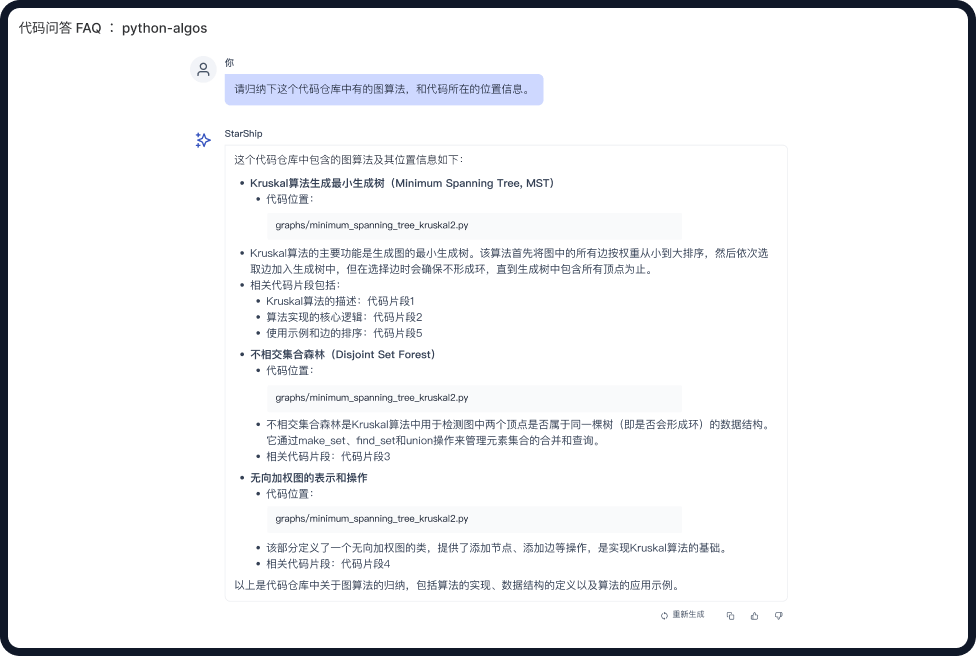 代码问答 FAQ ： python-algos
你
请归纳下这个代码仓库中有的图算法，和代码所在的位置信息。
StarShip
这个代码仓库中包含的图算法及其位置信息如下：
• Kruskal算法生成最小生成树（Minimum Spanning Tree, MST）
• 代码位置：
graphs/minimum_spanning_tree_kruskal2.py
• Kruskal算法的主要功能是生成图的最小生成树。该算法首先将图中的所有边按权重从小到大排序，然后依次选
取边加入生成树中，但在选择边时会确保不形成环，直到生成树中包含所有顶点为止。
• 相关代码片段包括：
• Kruskal算法的描述：代码片段1
• 算法实现的核心逻辑：代码片段2
• 使用示例和边的排序：代码片段5
• 不相交集合森林（Disjoint Set Forest）
• 代码位置：
graphs/minimum_spanning_tree_kruskal2.py
• 不相交集合森林是Kruskal算法中用于检测图中两个顶点是否属于同一棵树（即是否会形成环）的数据结构。
它通过make_set、find_set和union操作来管理元素集合的合并和查询。
• 相关代码片段：代码片段3
• 无向加权图的表示和操作
• 代码位置：
graphs/minimum_spanning_tree_kruskal2.py
• 该部分定义了一个无向加权图的类，提供了添加节点、添加边等操作，是实现Kruskal算法的基础。
• 相关代码片段：代码片段4
以上是代码仓库中关于图算法的归纳，包括算法的实现、数据结构的定义以及算法的应用示例。
重新生成